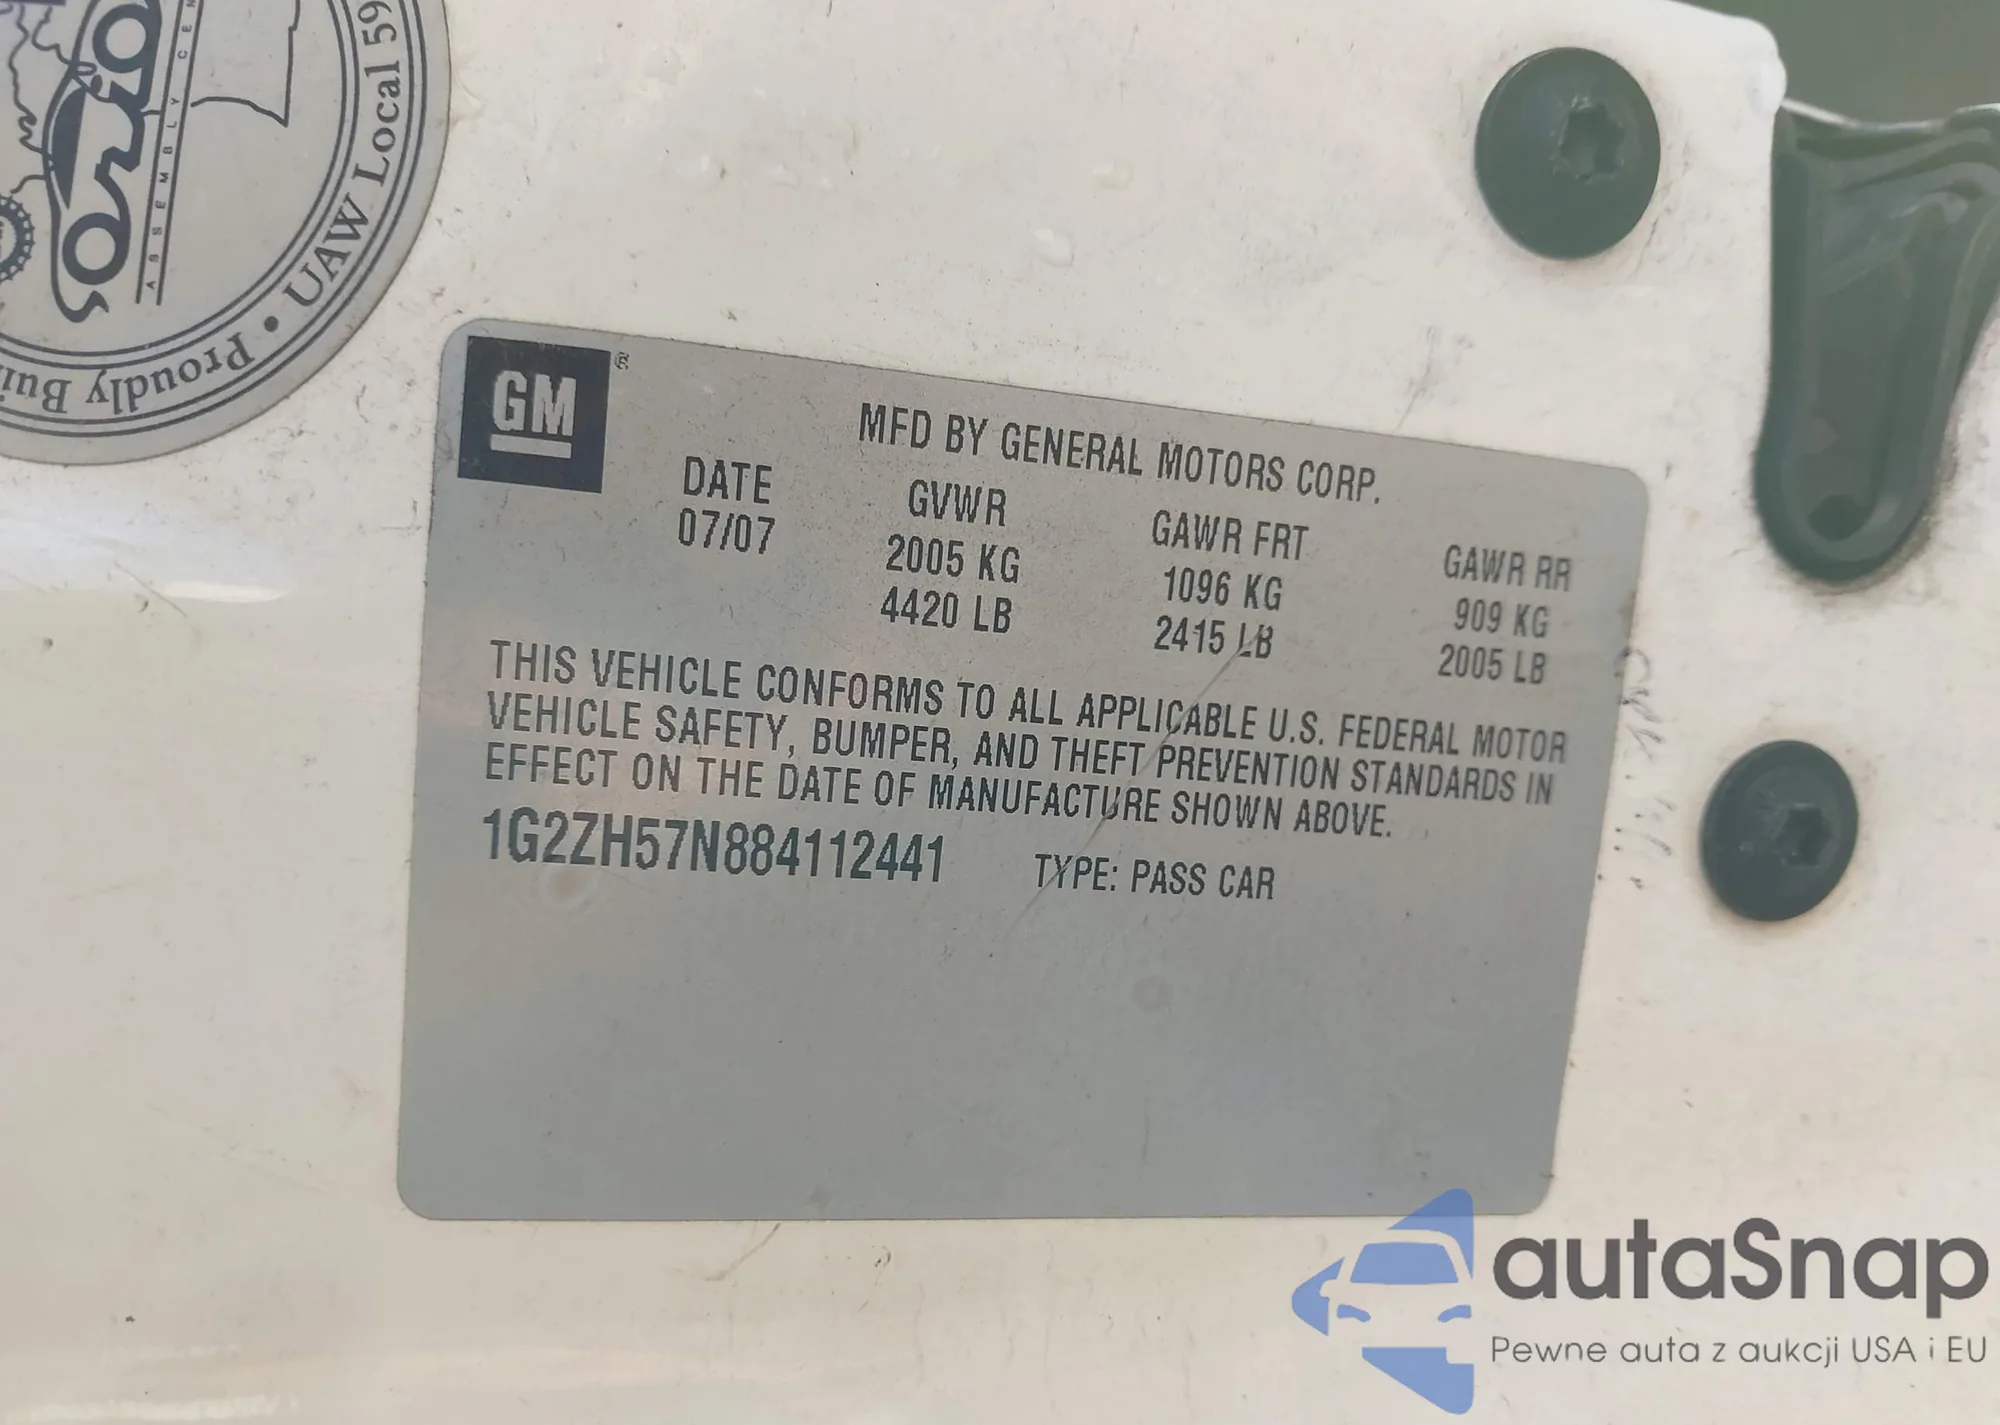 ASSEMBLY CEN
Proudly Bui
• UAW Local 59
GM®
MFD BY GENERAL MOTORS CORP.
DATE GVWR GAWR FRT GAWR RR
07/07 2005 KG 1096 KG 909 KG
4420 LB 2415 LB 2005 LB
THIS VEHICLE CONFORMS TO ALL APPLICABLE U.S. FEDERAL MOTOR
VEHICLE SAFETY, BUMPER, AND THEFT PREVENTION STANDARDS IN
EFFECT ON THE DATE OF MANUFACTURE SHOWN ABOVE.
1G2ZH57N884112441 TYPE: PASS CAR
autaSnap
Pewne auta z aukcji USA i EU